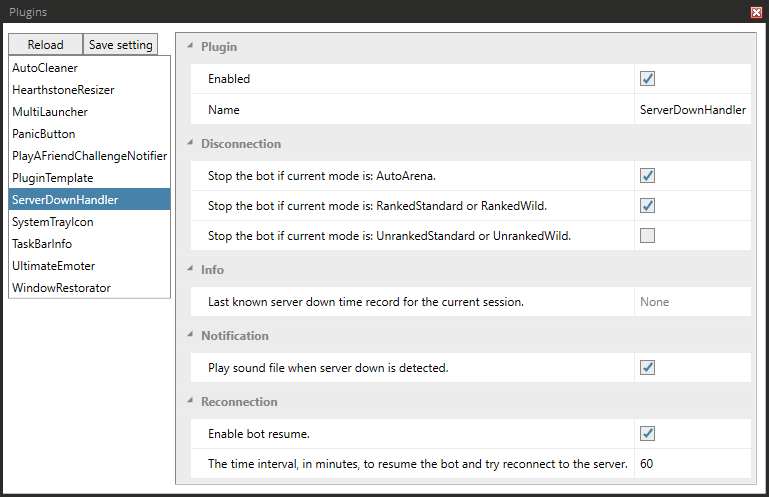 Plugins
Reload Save setting
AutoCleaner
HearthstoneResizer
MultiLauncher
PanicButton
PlayAFriendChallengeNotifier
PluginTemplate
ServerDownHandler
SystemTrayIcon
TaskBarInfo
UltimateEmoter
WindowRestorator
Plugin
Enabled
Name ServerDownHandler
Disconnection
Stop the bot if current mode is: AutoArena.
Stop the bot if current mode is: RankedStandard or RankedWild.
Stop the bot if current mode is: UnrankedStandard or UnrankedWild.
Info
Last known server down time record for the current session. None
Notification
Play sound file when server down is detected.
Reconnection
Enable bot resume.
The time interval, in minutes, to resume the bot and try reconnect to the server. 60